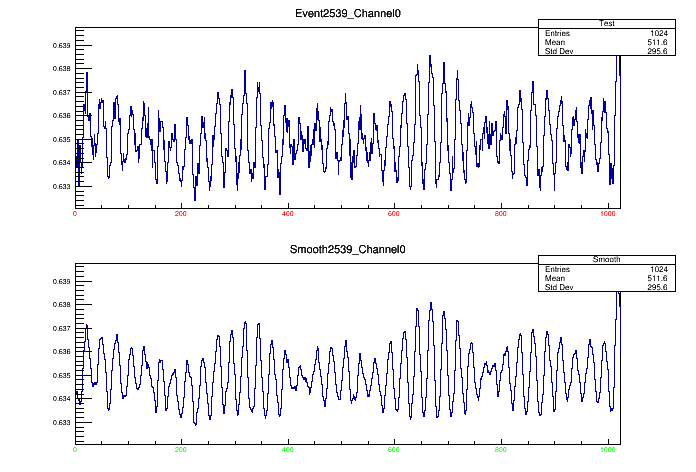 Event2539_Channel0
Test
Entries 1024
Mean 511.6
Std Dev 295.6
0.639
0.638
0.637
0.636
0.635
0.634
0.633
0 200 400 600 800 1000
Smooth2539_Channel0
Smooth
Entries 1024
Mean 511.6
Std Dev 295.6
0.639
0.638
0.637
0.636
0.635
0.634
0.633
0 200 400 600 800 1000